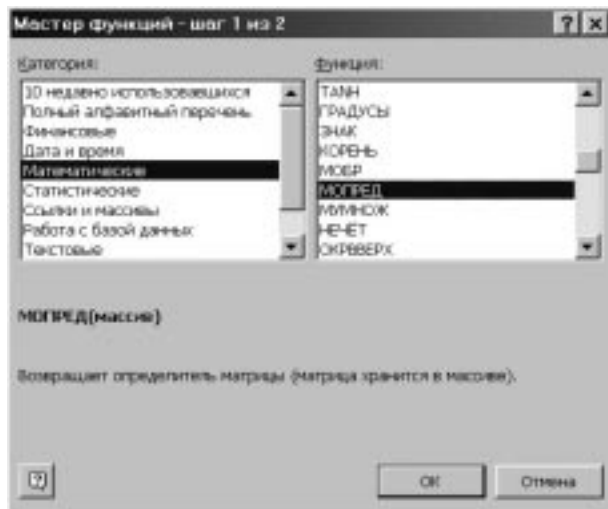 Мастер функций - шаг 1 из 2
Категория:
10 недавно использовавшихся
Полный алфавитный перечень
Финансовые
Дата и время
Математические
Статистические
Ссылки и массивы
Работа с базой данных
Текстовые
Функция:
TANH
ГРАДУСЫ
ЗНАК
КОРЕНЬ
МОБР
МОПРЕД
МУМНОЖ
НЕЧЁТ
ОКРВВЕРХ
МОПРЕД(массив)
Возвращает определитель матрицы (матрица хранится в массиве).
ОК
Отмена